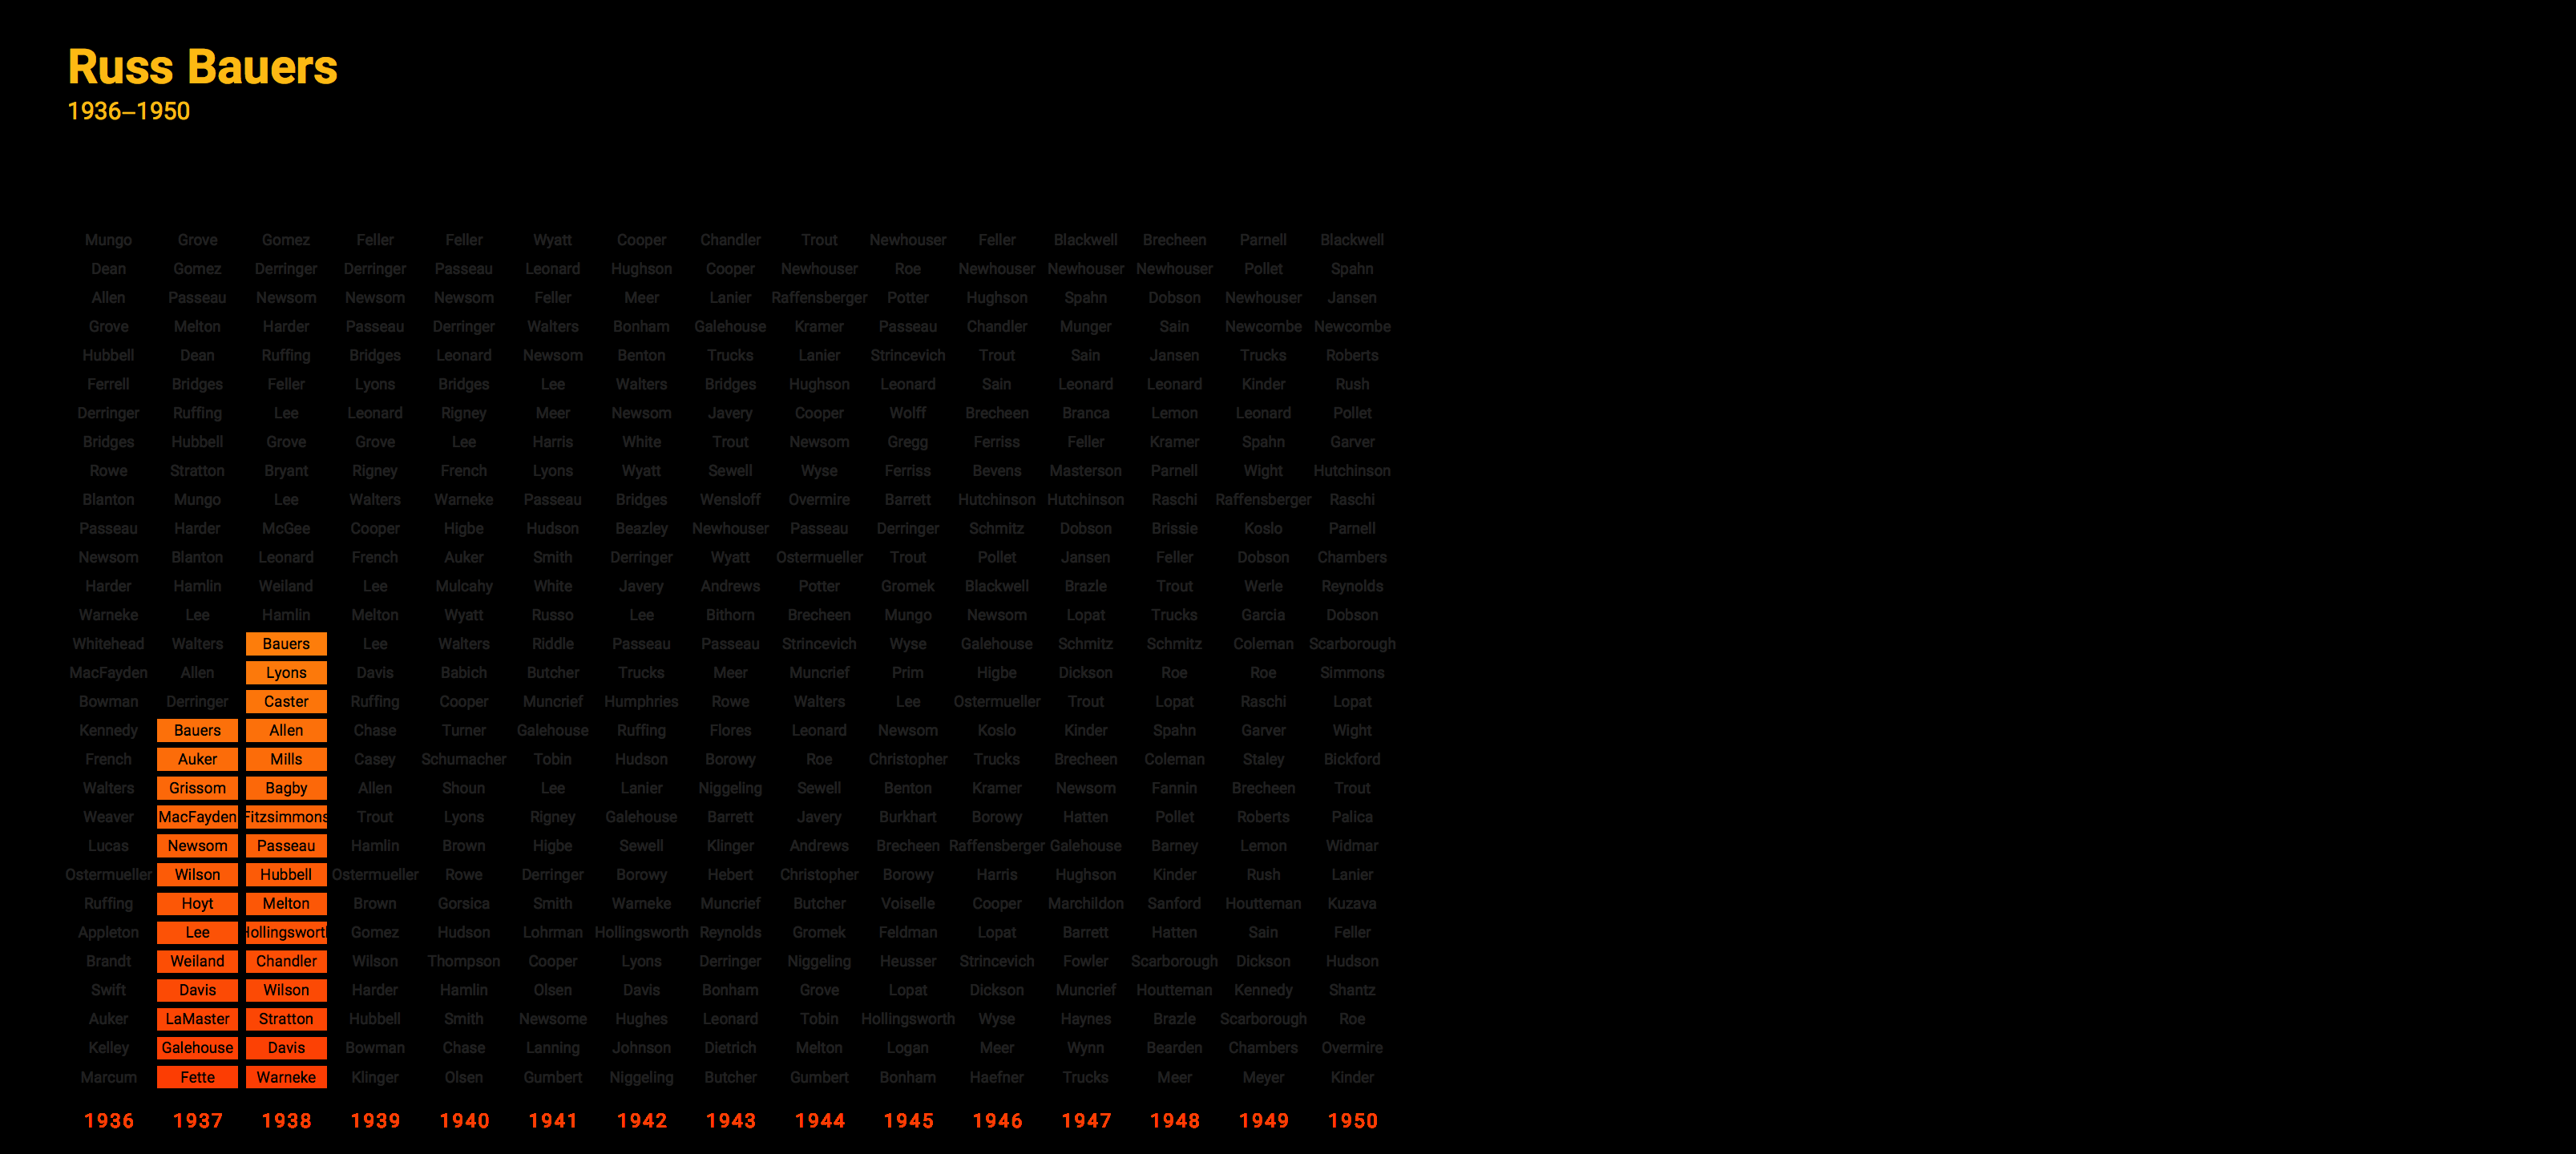 Russ Bauers
1936–1950
Mungo Grove Gomez Feller Feller Wyatt Cooper Chandler Trout Newhouser Feller Blackwell Brecheen Parnell Blackwell
Dean Gomez Derringer Derringer Passeau Leonard Hughson Cooper Newhouser Roe Newhouser Newhouser Newhouser Pollet Spahn
Allen Passeau Newsom Newsom Newsom Feller Meer Lanier Raffensberger Potter Hughson Spahn Dobson Newhouser Jansen
Grove Melton Harder Passeau Derringer Walters Bonham Galehouse Kramer Passeau Chandler Munger Sain Newcombe Newcombe
Hubbell Dean Ruffing Bridges Leonard Newsom Benton Trucks Lanier Strincevich Trout Sain Jansen Trucks Roberts
Ferrell Bridges Feller Lyons Bridges Lee Walters Bridges Hughson Leonard Sain Leonard Leonard Kinder Rush
Derringer Ruffing Lee Leonard Rigney Meer Newsom Javery Cooper Wolff Brecheen Branca Lemon Leonard Pollet
Bridges Hubbell Grove Grove Lee Harris White Trout Newsom Gregg Ferriss Feller Kramer Spahn Garver
Rowe Stratton Bryant Rigney French Lyons Wyatt Sewell Wyse Ferriss Bevens Masterson Parnell Wight Hutchinson
Blanton Mungo Lee Walters Warneke Passeau Bridges Wensloff Overmire Barrett Hutchinson Hutchinson Raschi Raffensberger Raschi
Passeau Harder McGee Cooper Higbe Hudson Beazley Newhouser Passeau Derringer Schmitz Dobson Brissie Koslo Parnell
Newsom Blanton Leonard French Auker Smith Derringer Wyatt Ostermueller Trout Pollet Jansen Feller Dobson Chambers
Harder Hamlin Weiland Lee Mulcahy White Javery Andrews Potter Gromek Blackwell Brazle Trout Werle Reynolds
Warneke Lee Hamlin Melton Wyatt Russo Lee Bithorn Brecheen Mungo Newsom Lopat Trucks Garcia Dobson
Whitehead Walters Bauers Lee Walters Riddle Passeau Passeau Strincevich Wyse Galehouse Schmitz Schmitz Coleman Scarborough
MacFayden Allen Lyons Davis Babich Butcher Trucks Meer Muncrief Prim Higbe Dickson Roe Roe Simmons
Bowman Derringer Caster Ruffing Cooper Muncrief Humphries Rowe Walters Lee Ostermueller Trout Lopat Raschi Lopat
Kennedy Bauers Allen Chase Turner Galehouse Ruffing Flores Leonard Newsom Koslo Kinder Spahn Garver Wight
French Auker Mills Casey Schumacher Tobin Hudson Borowy Roe Christopher Trucks Brecheen Coleman Staley Bickford
Walters Grissom Bagby Allen Shoun Lee Lanier Niggeling Sewell Benton Kramer Newsom Fannin Brecheen Trout
Weaver MacFayden Fitzsimmons Trout Lyons Rigney Galehouse Barrett Javery Burkhart Borowy Hatten Pollet Roberts Palica
Lucas Newsom Passeau Hamlin Brown Higbe Sewell Klinger Andrews Brecheen Raffensberger Galehouse Barney Lemon Widmar
Ostermueller Wilson Hubbell Ostermueller Rowe Derringer Borowy Hebert Christopher Borowy Harris Hughson Kinder Rush Lanier
Ruffing Hoyt Melton Brown Gorsica Smith Warneke Muncrief Butcher Voiselle Cooper Marchildon Sanford Houtteman Kuzava
Appleton Lee Hollingsworth Gomez Hudson Lohrman Hollingsworth Reynolds Gromek Feldman Lopat Barrett Hatten Sain Feller
Brandt Weiland Chandler Wilson Thompson Cooper Lyons Derringer Niggeling Heusser Strincevich Fowler Scarborough Dickson Hudson
Swift Davis Wilson Harder Hamlin Olsen Davis Bonham Grove Lopat Dickson Muncrief Houtteman Kennedy Shantz
Auker LaMaster Stratton Hubbell Smith Newsome Hughes Leonard Tobin Hollingsworth Wyse Haynes Brazle Scarborough Roe
Kelley Galehouse Davis Bowman Chase Lanning Johnson Dietrich Melton Logan Meer Wynn Bearden Chambers Overmire
Marcum Fette Warneke Klinger Olsen Gumbert Niggeling Butcher Gumbert Bonham Haefner Trucks Meer Meyer Kinder
1936 1937 1938 1939 1940 1941 1942 1943 1944 1945 1946 1947 1948 1949 1950